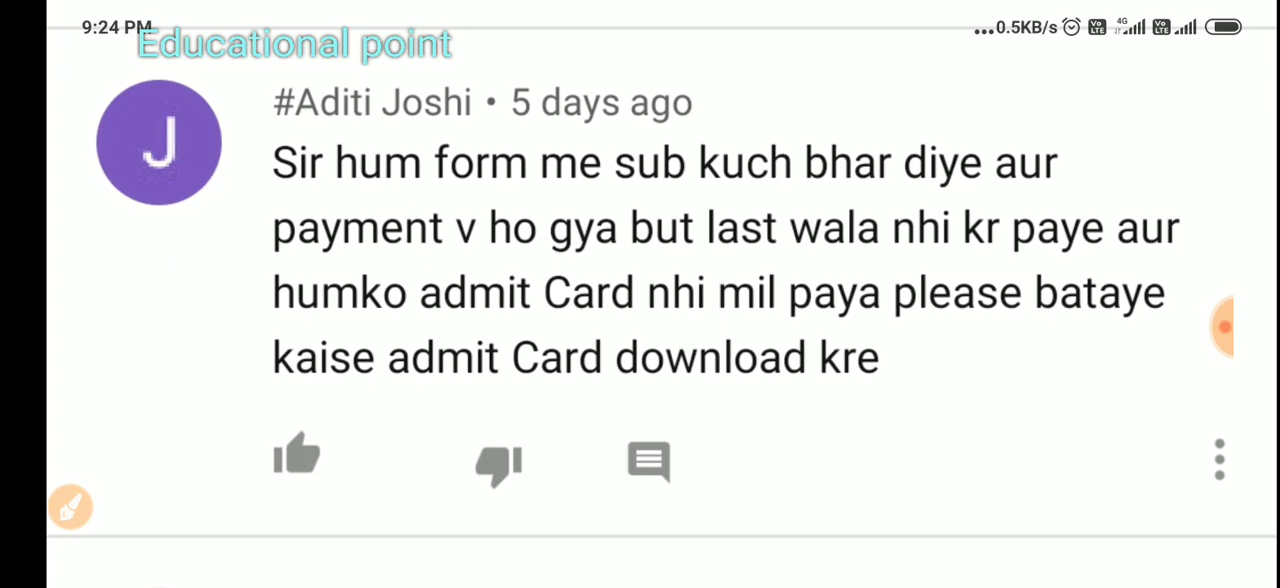 9:24 PM
...0.5KB/s 4G
Educational point
J
#Aditi Joshi • 5 days ago
Sir hum form me sub kuch bhar diye aur
payment v ho gya but last wala nhi kr paye aur
humko admit Card nhi mil paya please bataye
kaise admit Card download kre